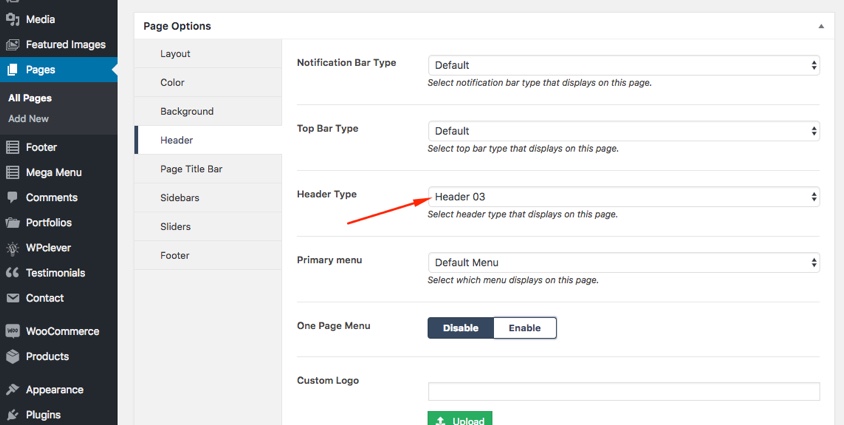 Media
Featured Images
Pages
All Pages
Add New
Footer
Mega Menu
Comments
Portfolios
WPclever
Testimonials
Contact
WOO
WooCommerce
Products
Appearance
Plugins
Page Options
Layout
Color
Background
Header
Page Title Bar
Sidebars
Sliders
Footer
Notification Bar Type
Default
Select notification bar type that displays on this page.
Top Bar Type
Default
Select top bar type that displays on this page.
Header Type
Header 03
Select header type that displays on this page.
Primary menu
Default Menu
Select which menu displays on this page.
One Page Menu
Disable
Enable
Custom Logo
Upload